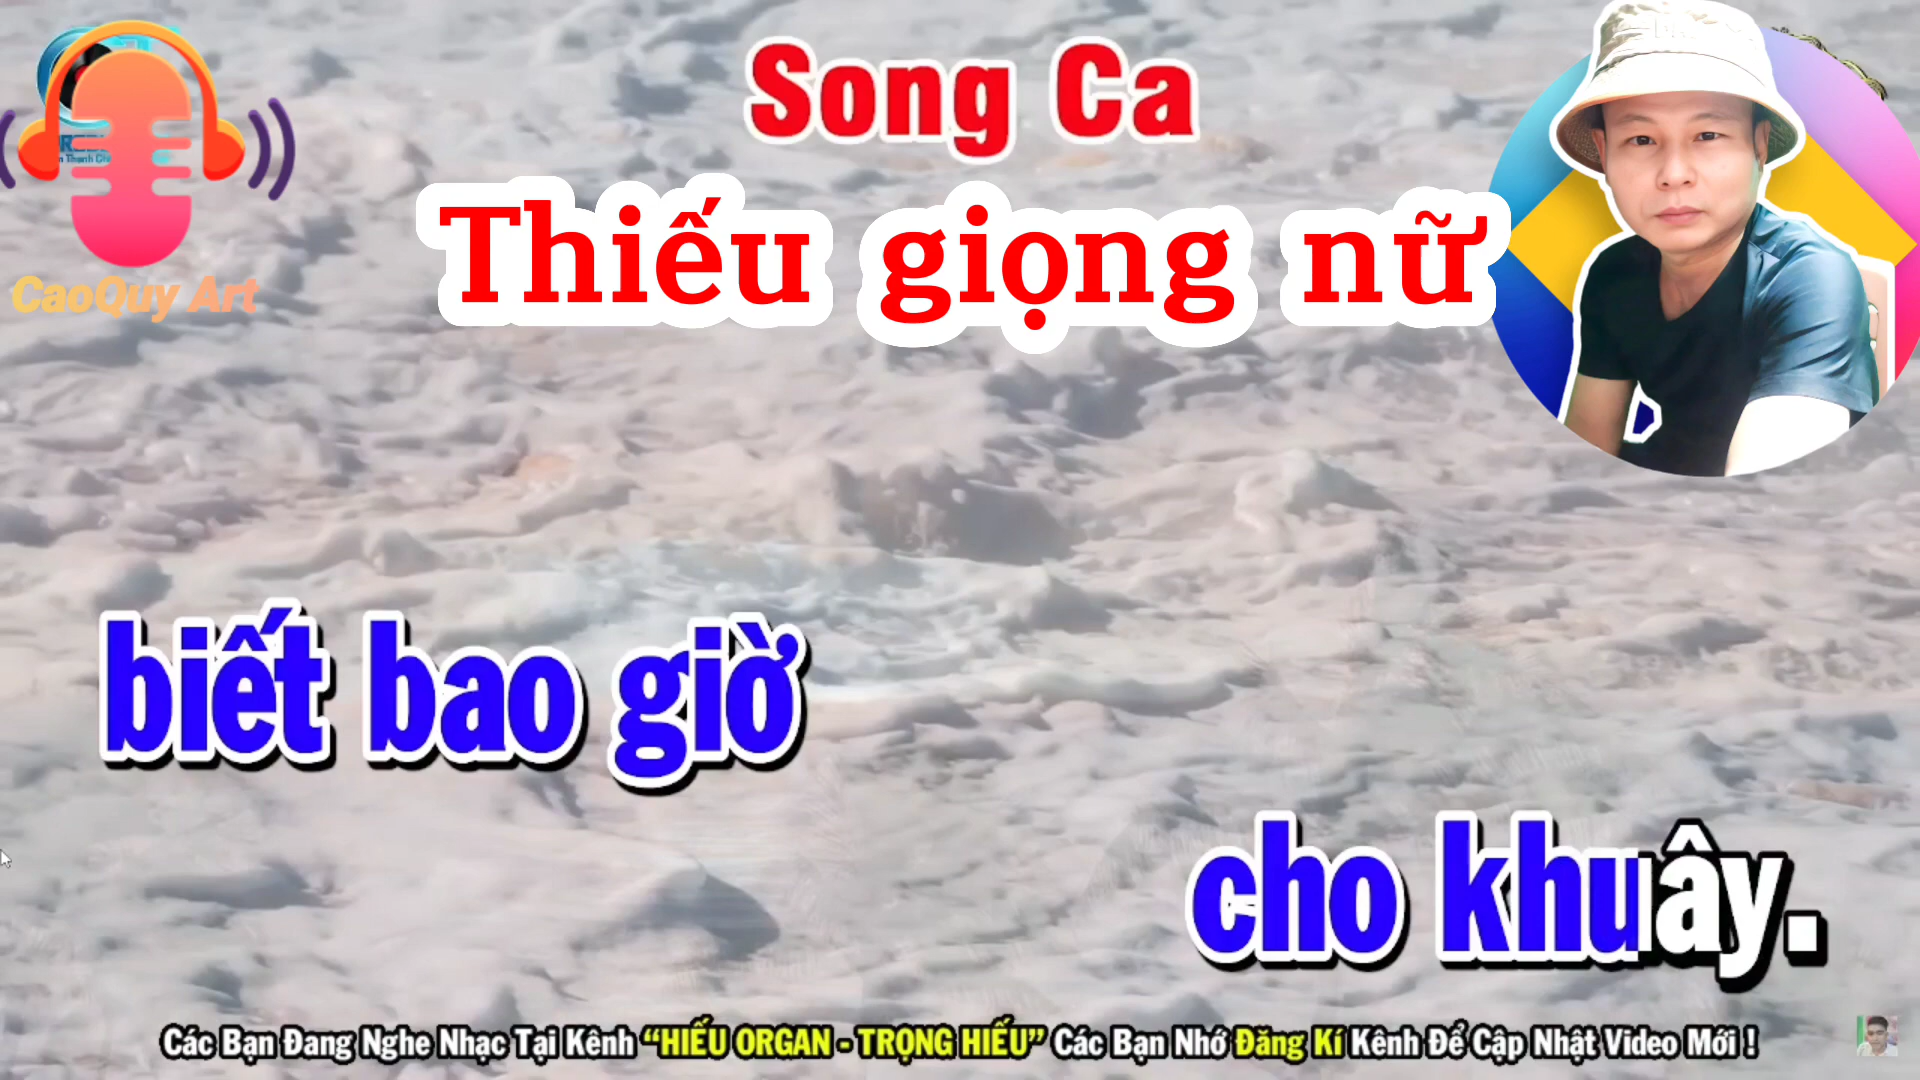 Song Ca
Thiếu giọng nữ
CaoQuy Art
biết bao giờ
cho khuây.
Các Bạn Đang Nghe Nhạc Tại Kênh “HIẾU ORGAN - TRỌNG HIẾU” Các Bạn Nhớ Đăng Kí Kênh Để Cập Nhật Video Mới !